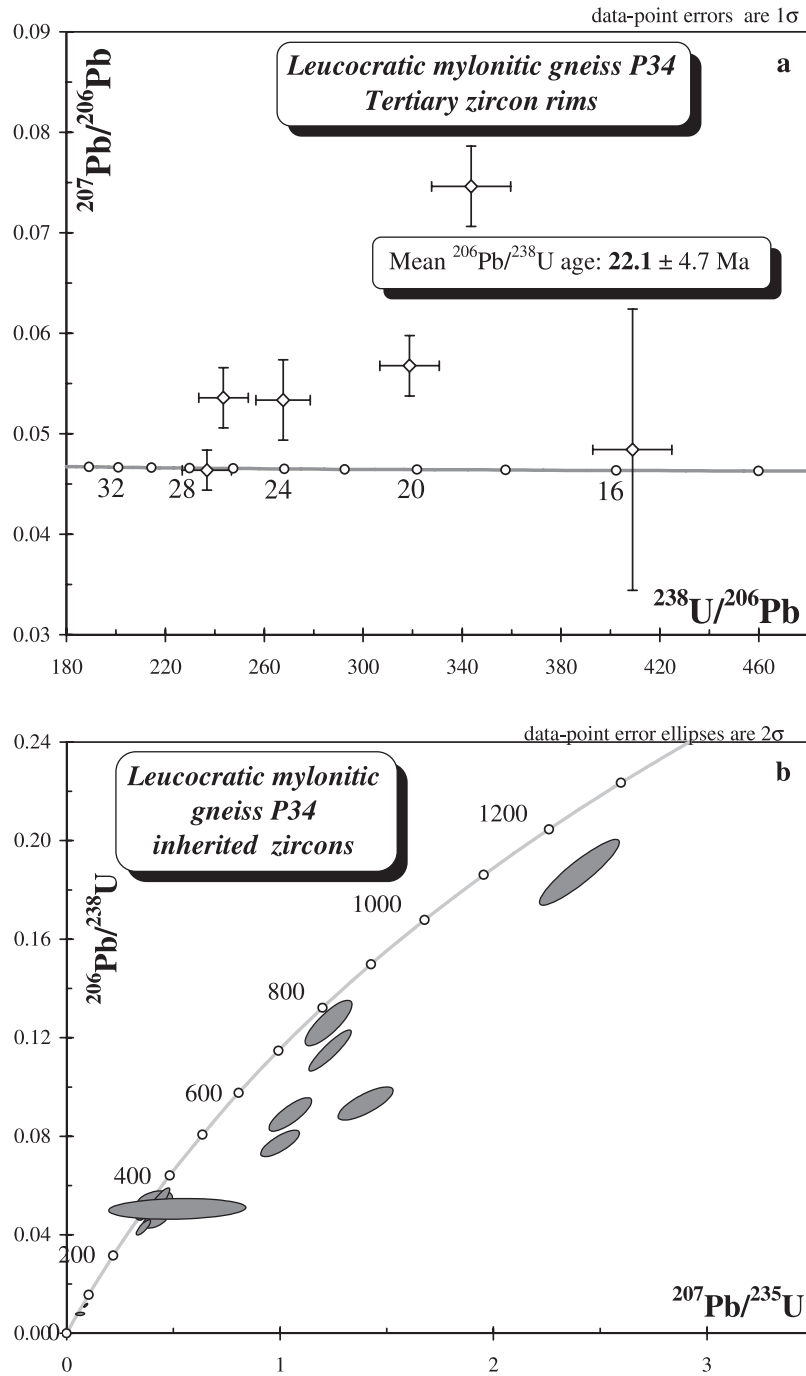 data-point errors are 1σ
a
Leucocratic mylonitic gneiss P34
Tertiary zircon rims
²⁰⁷Pb/²⁰⁶Pb
Mean ²⁰⁶Pb/²³⁸U age: 22.1 ± 4.7 Ma
0.09
0.08
0.07
0.06
0.05
0.04
0.03
32
28
24
20
16
²³⁸U/²⁰⁶Pb
180
220
260
300
340
380
420
460
data-point error ellipses are 2σ
b
Leucocratic mylonitic
gneiss P34
inherited zircons
²⁰⁶Pb/²³⁸U
0.24
0.20
0.16
0.12
0.08
0.04
0.000
1200
1000
800
600
400
200
²⁰⁷Pb/²³⁵U
0
1
2
3